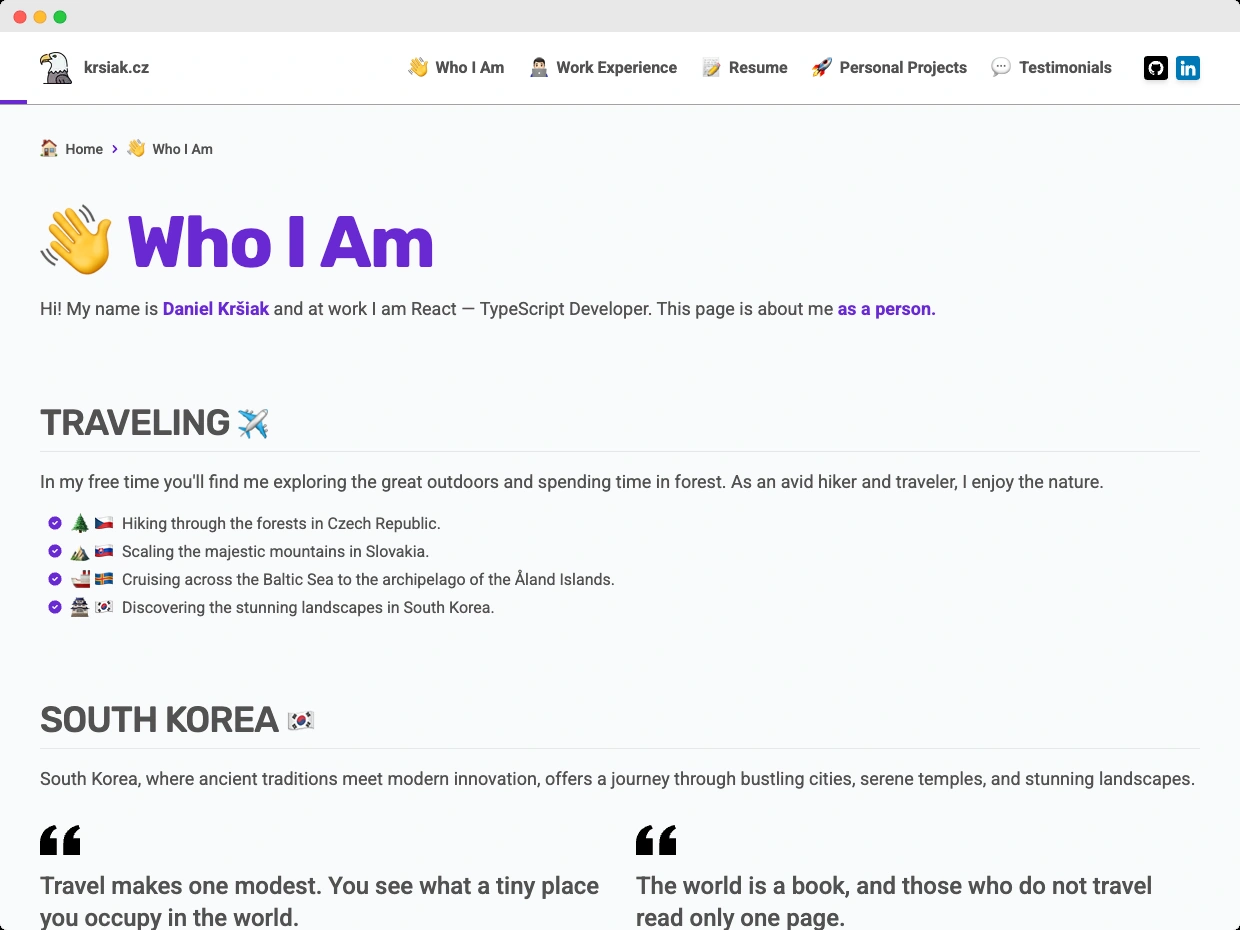 krsiak.cz
Who I Am
Work Experience
Resume
Personal Projects
Testimonials
in
Home
Who I Am
Who I Am
Hi! My name is Daniel Kršiak and at work I am React — TypeScript Developer. This page is about me as a person.
TRAVELING
In my free time you'll find me exploring the great outdoors and spending time in forest. As an avid hiker and traveler, I enjoy the nature.
Hiking through the forests in Czech Republic.
Scaling the majestic mountains in Slovakia.
Cruising across the Baltic Sea to the archipelago of the Åland Islands.
Discovering the stunning landscapes in South Korea.
SOUTH KOREA
South Korea, where ancient traditions meet modern innovation, offers a journey through bustling cities, serene temples, and stunning landscapes.
Travel makes one modest. You see what a tiny place
you occupy in the world.
The world is a book, and those who do not travel
read only one page.